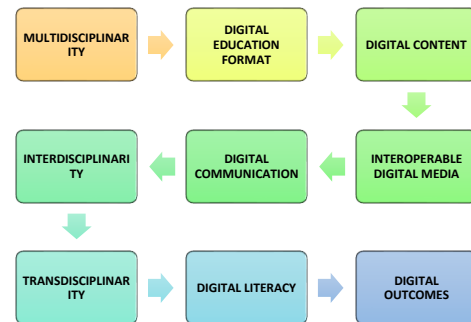 MULTIDISCIPLINAR
ITY
DIGITAL
EDUCATION
FORMAT
DIGITAL CONTENT
INTERDISCIPLINARI
TY
DIGITAL
COMMUNICATION
INTEROPERABLE
DIGITAL MEDIA
TRANSDISCIPLINAR
ITY
DIGITAL LITERACY
DIGITAL
OUTCOMES